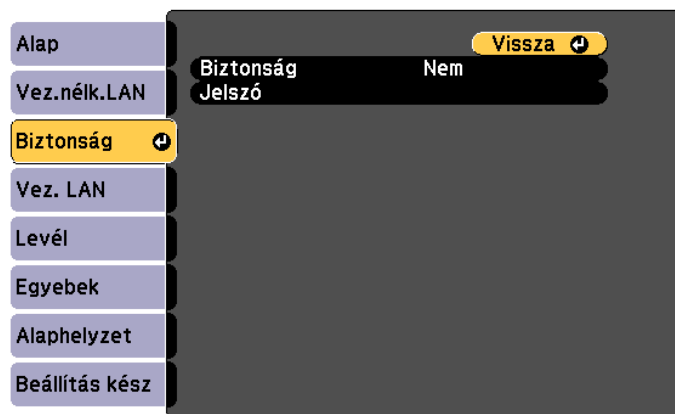 Alap
Vez.nélk.LAN
Biztonság
Vez. LAN
Levél
Egyebek
Alaphelyzet
Beállítás kész
Vissza
Biztonság Nem
Jelszó